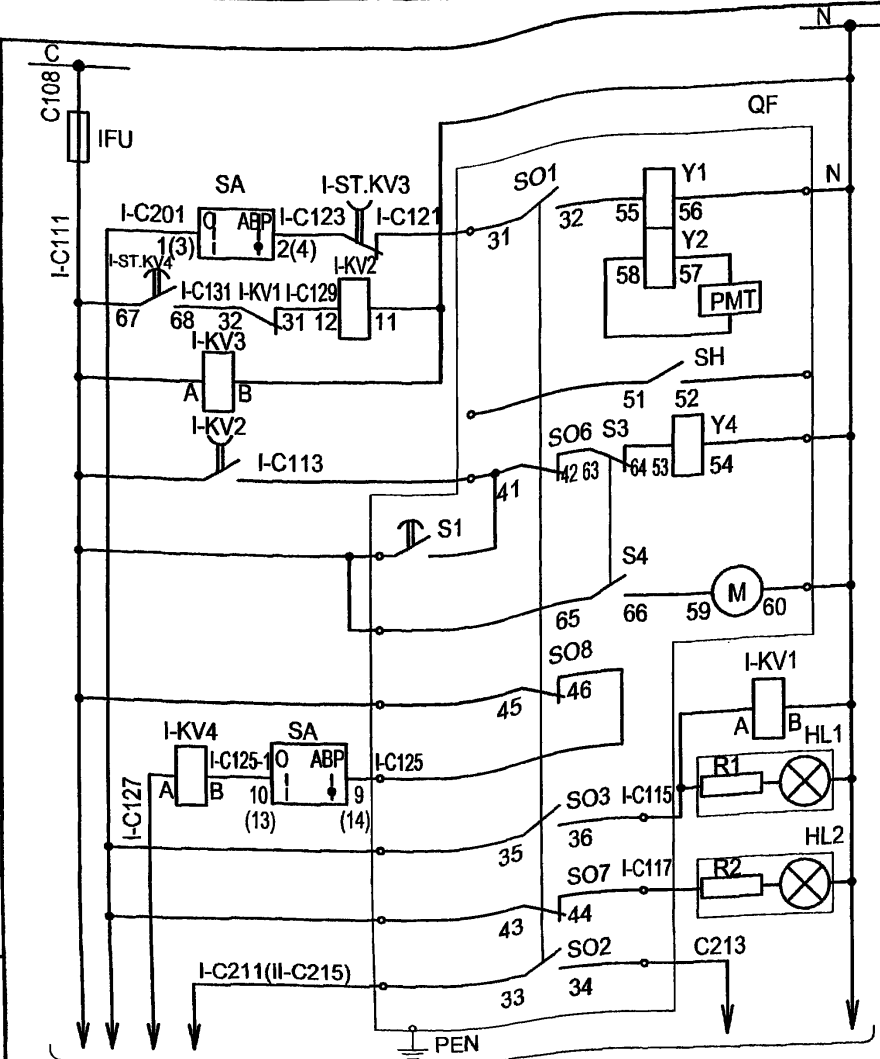 C N
C108
IFU
QF
I-C111
SA I-ST.KV3 SO1 Y1 N
I-C201 O АВР I-C123 I-C121
1(3) 2(4) 31 32 55 56
I-ST.KV4 I-KV2 Y2
58 57
I-C131 I-KV1 I-C129 PMT
67 68 32 31 12 11
I-KV3
A B
SH
51 52
I-KV2
I-C113
SO6 S3 Y4
41 42 63 64 53 54
S1
S4
M
65 66 59 60
SO8
45 46
I-KV1
A B
I-KV4 SA HL1
I-C125-1 O АВР I-C125
R1
A B 10 9
(13) (14)
I-C127
SO3 I-C115
35 36
HL2
SO7 I-C117 R2
43 44
SO2 C213
I-C211(II-C215)
33 34
PEN